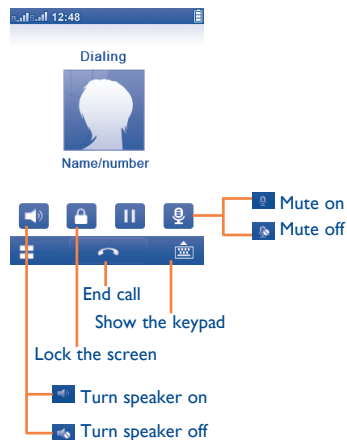 12:48
Dialing
Name/number
Mute on
Mute off
End call
Show the keypad
Lock the screen
Turn speaker on
Turn speaker off